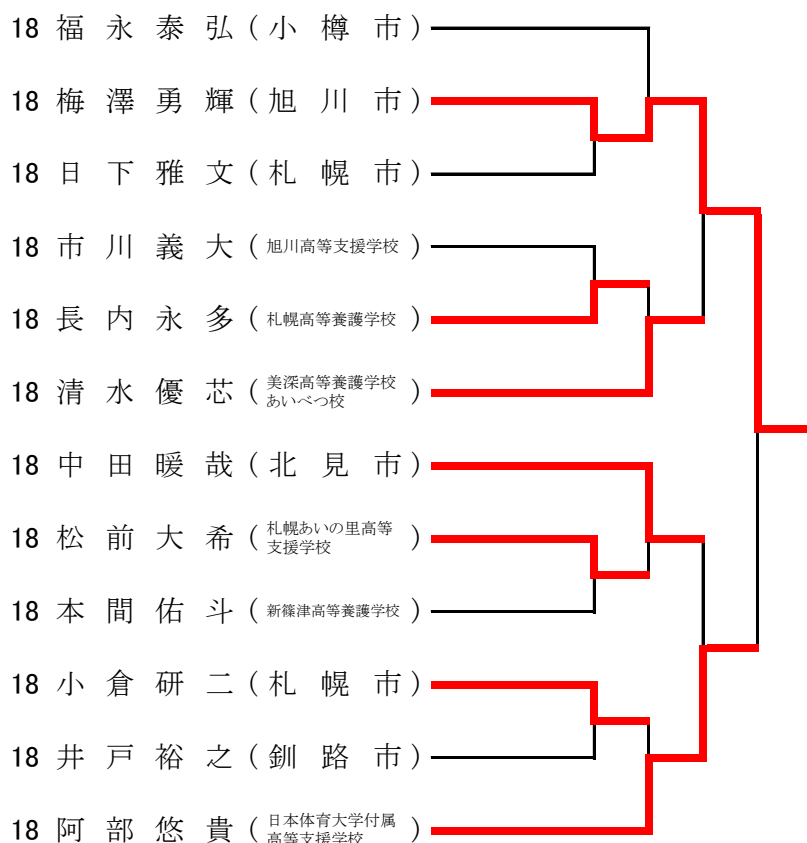 18 福永泰弘(小樽市)
18 梅澤勇輝(旭川市)
18 日下雅文(札幌市)
18 市川義大(旭川高等支援学校)
18 長内永多(札幌高等養護学校)
18 清水優芯(美深高等養護学校
あいべつ校)
18 中田暖哉(北見市)
18 松前大希(札幌あいの里高等
支援学校)
18 本間佑斗(新篠津高等養護学校)
18 小倉研二(札幌市)
18 井戸裕之(釧路市)
18 阿部悠貴(日本体育大学付属
高等支援学校)